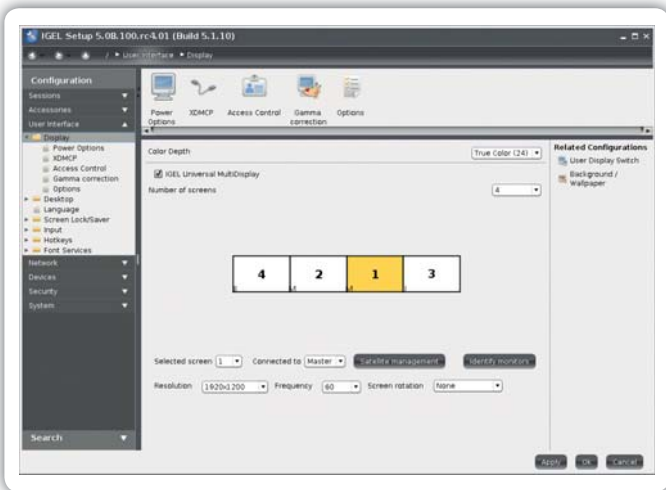 IGEL Setup 5.08.100.rc4.01 (Build 5.1.10)
/ User Interface Display
Configuration
Sessions
Accessories
User Interface
Display
Power Options
XDMCP
Access Control
Gamma correction
Options
Desktop
Language
Screen Lock/Saver
Input
Hotkeys
Font Services
Network
Devices
Security
System
Search
Power Options
XDMCP
Access Control
Gamma correction
Options
Color Depth
True Color (24)
IGEL Universal MultiDisplay
Number of screens
4
4 2 1 3
Selected screen 1 Connected to Master Satellite management Identify monitors
Resolution 1920x1200 Frequency 60 Screen rotation None
Related Configurations
User Display Switch
Background / Wallpaper
Apply Ok Cancel